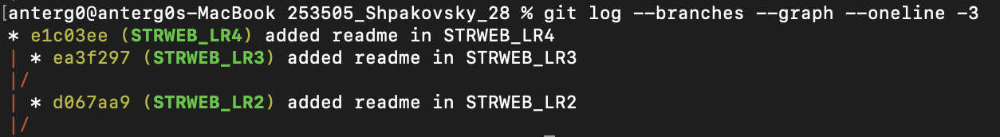 [anterg0@anterg0s-MacBook 253505_Shpakovsky_28 % git log --branches --graph --oneline -3
* e1c03ee (STRWEB_LR4) added readme in STRWEB_LR4
| * ea3f297 (STRWEB_LR3) added readme in STRWEB_LR3
|/
| * d067aa9 (STRWEB_LR2) added readme in STRWEB_LR2
|/